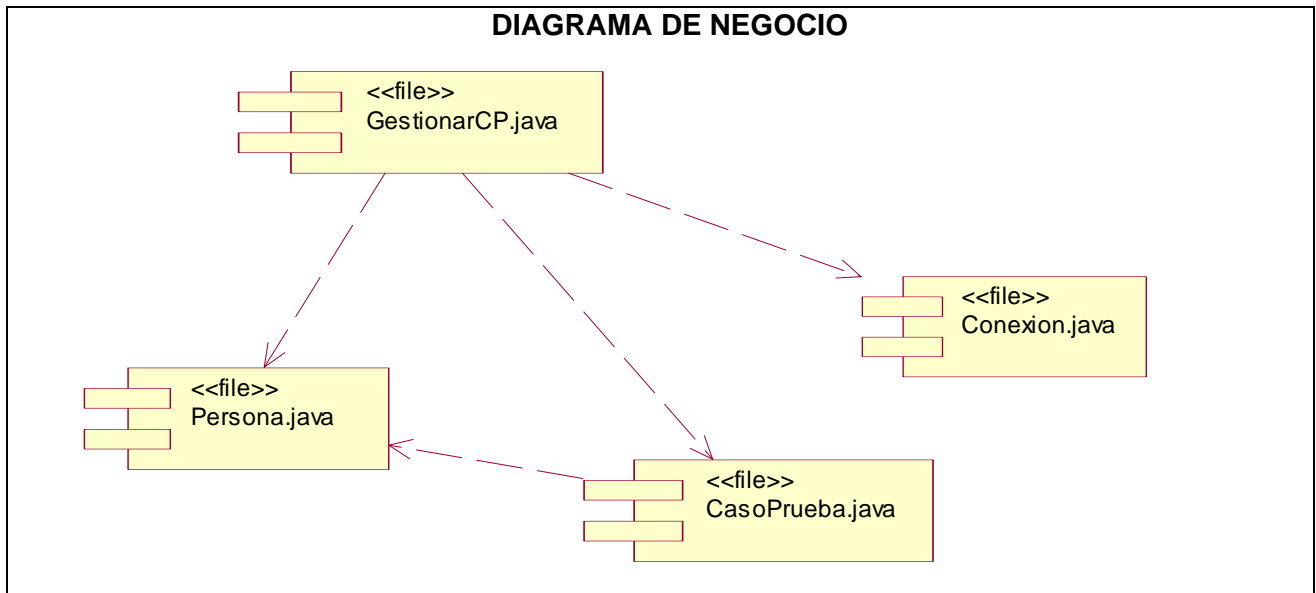 DIAGRAMA DE NEGOCIO
<<file>>
GestionarCP.java
<<file>>
Conexion.java
<<file>>
Persona.java
<<file>>
CasoPrueba.java